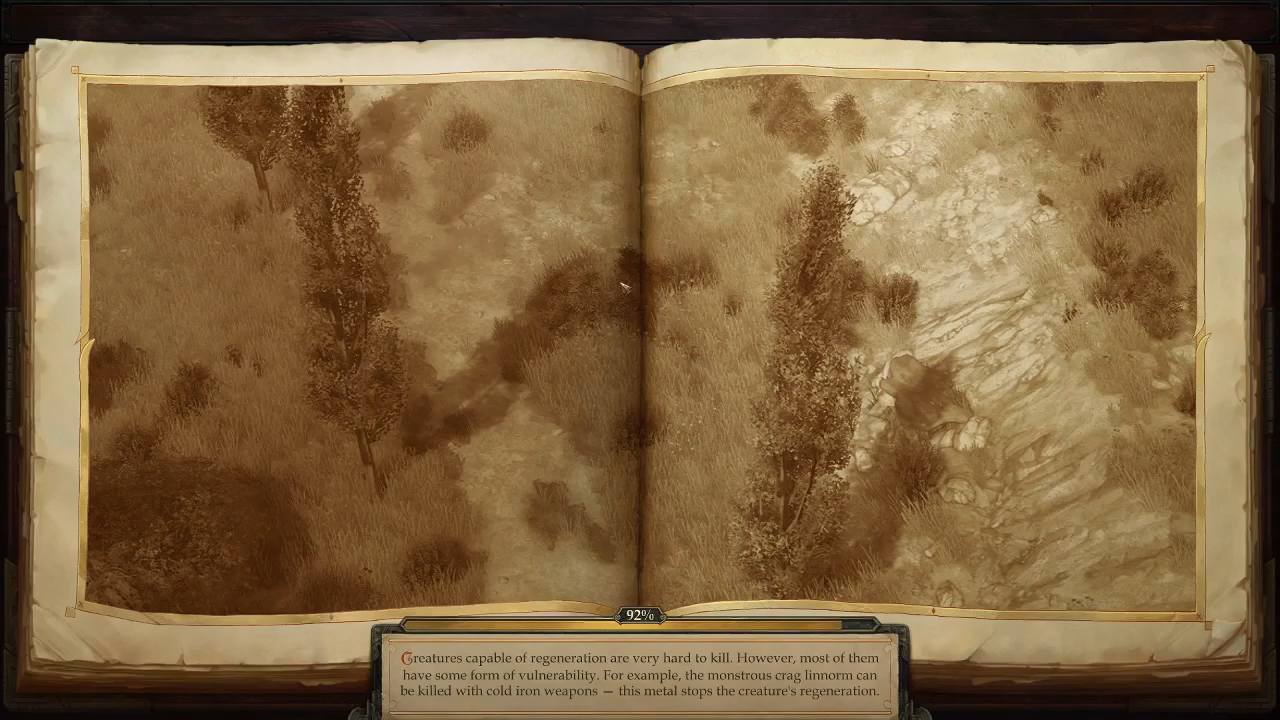 92%
Creatures capable of regeneration are very hard to kill. However, most of them
have some form of vulnerability. For example, the monstrous crag linnorm can
be killed with cold iron weapons — this metal stops the creature's regeneration.